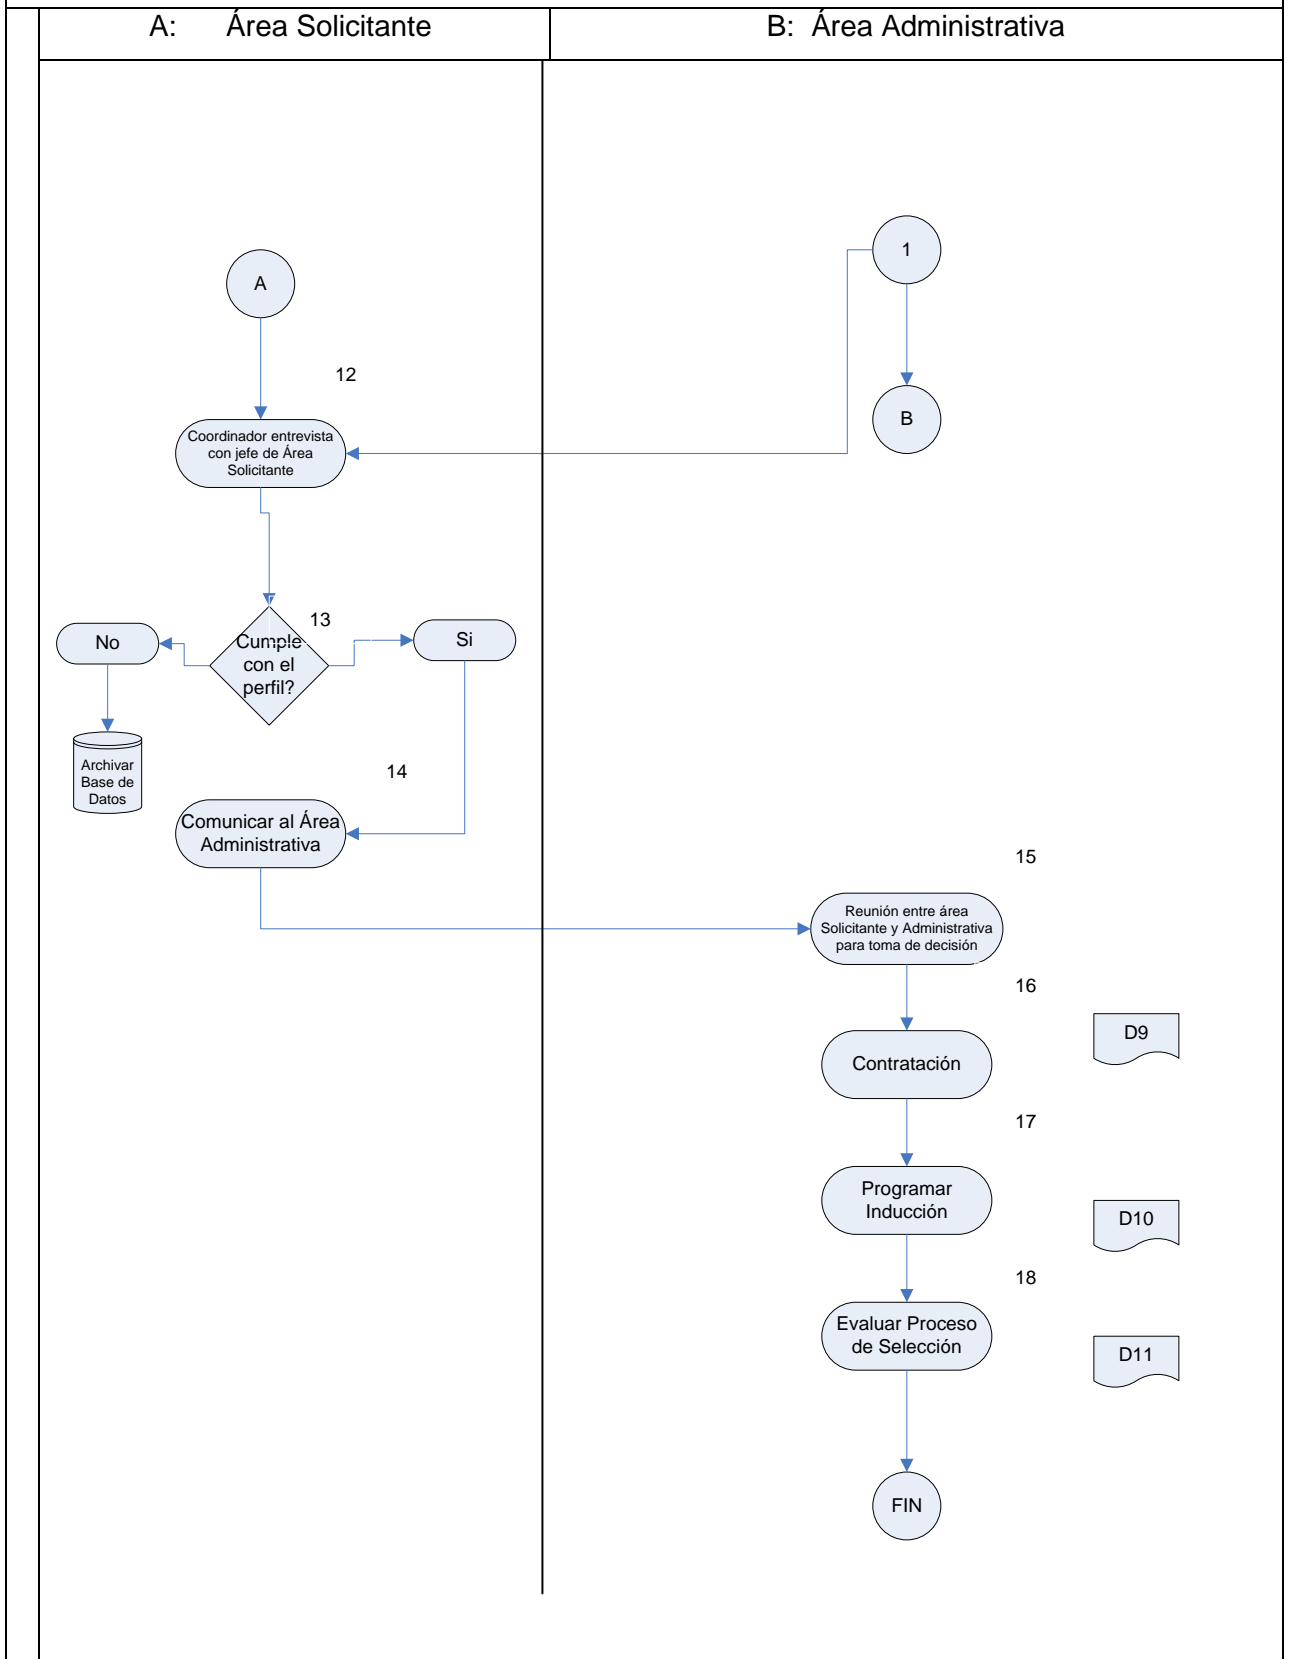 A: Área Solicitante
B: Área Administrativa
1
A
12
B
Coordinador entrevista
con jefe de Área
Solicitante
13
No
Cumple
con el
perfil?
Si
Archivar
Base de
Datos
14
Comunicar al Área
Administrativa
15
Reunión entre área
Solicitante y Administrativa
para toma de decisión
16
D9
Contratación
17
Programar
Inducción
D10
18
Evaluar Proceso
de Selección
D11
FIN